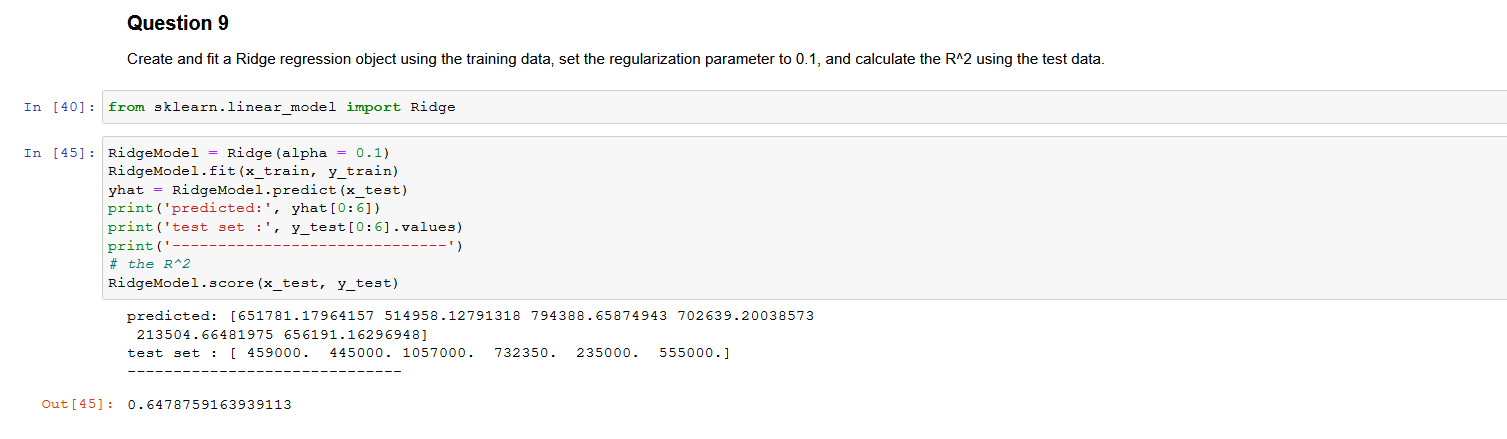 Question 9
Create and fit a Ridge regression object using the training data, set the regularization parameter to 0.1, and calculate the R^2 using the test data.
In [40]: from sklearn.linear_model import Ridge
In [45]: RidgeModel = Ridge(alpha = 0.1)
RidgeModel.fit(x_train, y_train)
yhat = RidgeModel.predict(x_test)
print('predicted:', yhat[0:6])
print('test set :', y_test[0:6].values)
print('------------------------------')
# the R^2
RidgeModel.score(x_test, y_test)
predicted: [651781.17964157 514958.12791318 794388.65874943 702639.20038573
213504.66481975 656191.16296948]
test set : [ 459000.  445000. 1057000.  732350.  235000.  555000.]
------------------------------
Out[45]: 0.6478759163939113